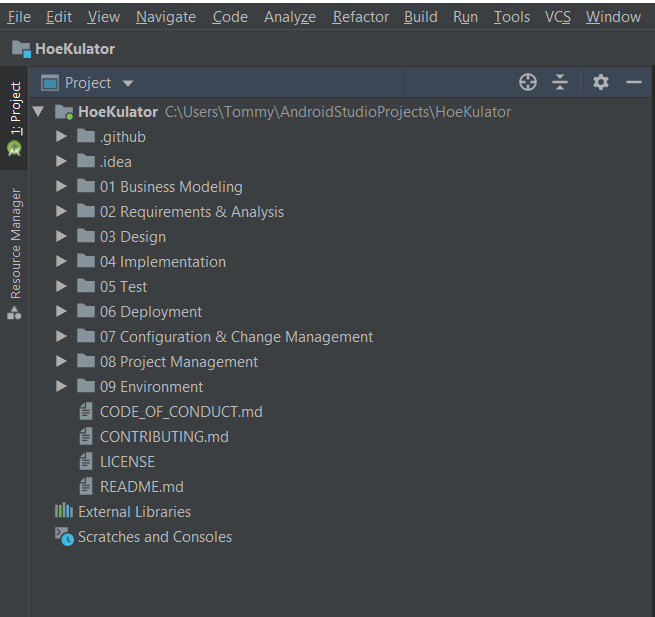 File Edit View Navigate Code Analyze Refactor Build Run Tools VCS Window
HoeKulator
Project
1: Project
Resource Manager
HoeKulator C:\Users\Tommy\AndroidStudioProjects\HoeKulator
.github
.idea
01 Business Modeling
02 Requirements & Analysis
03 Design
04 Implementation
05 Test
06 Deployment
07 Configuration & Change Management
08 Project Management
09 Environment
CODE_OF_CONDUCT.md
CONTRIBUTING.md
LICENSE
README.md
External Libraries
Scratches and Consoles